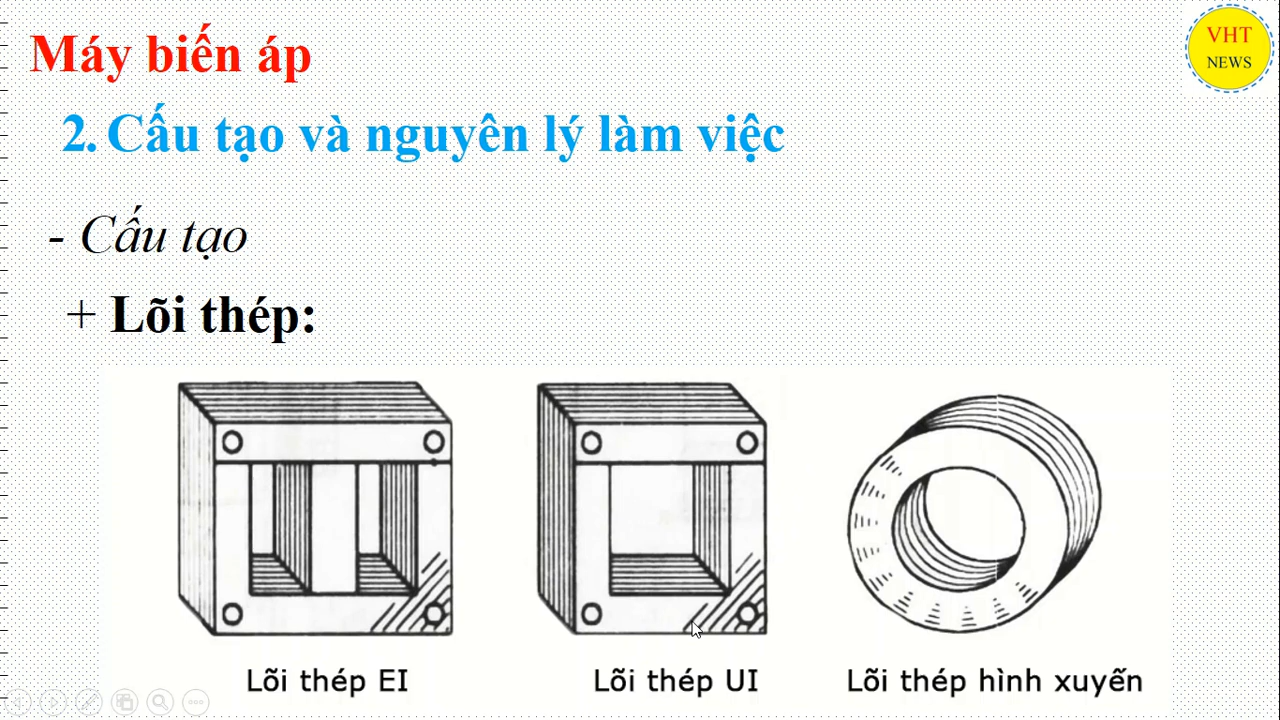 Máy biến áp
VHT
NEWS
2. Cấu tạo và nguyên lý làm việc
- Cấu tạo
+ Lõi thép:
Lõi thép EI
Lõi thép UI
Lõi thép hình xuyến